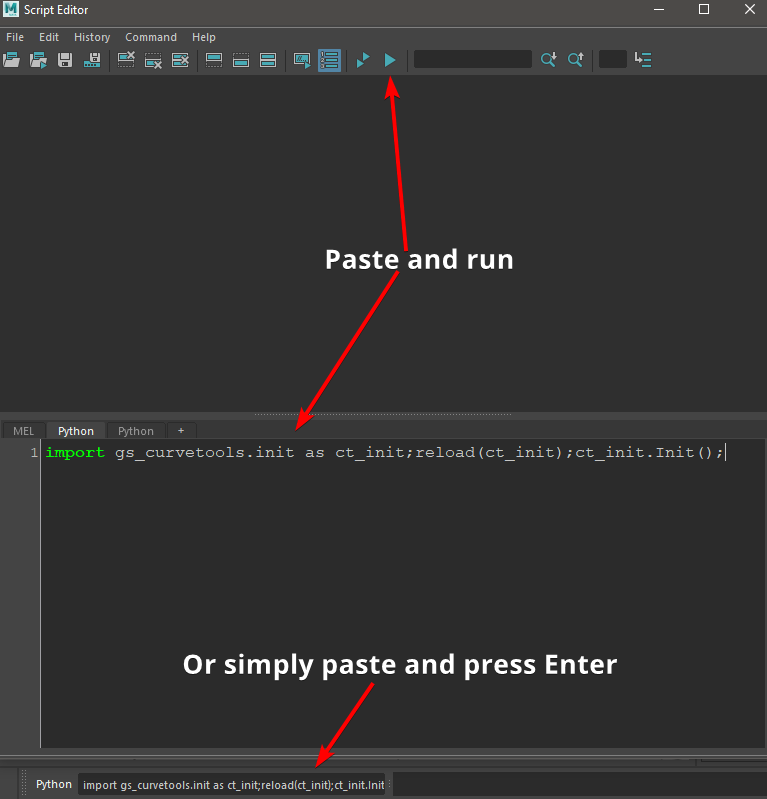 Script Editor
File Edit History Command Help
Paste and run
MEL Python Python +
1 import gs_curvetools.init as ct_init;reload(ct_init);ct_init.Init();
Or simply paste and press Enter
Python import gs_curvetools.init as ct_init;reload(ct_init);ct_init.Init